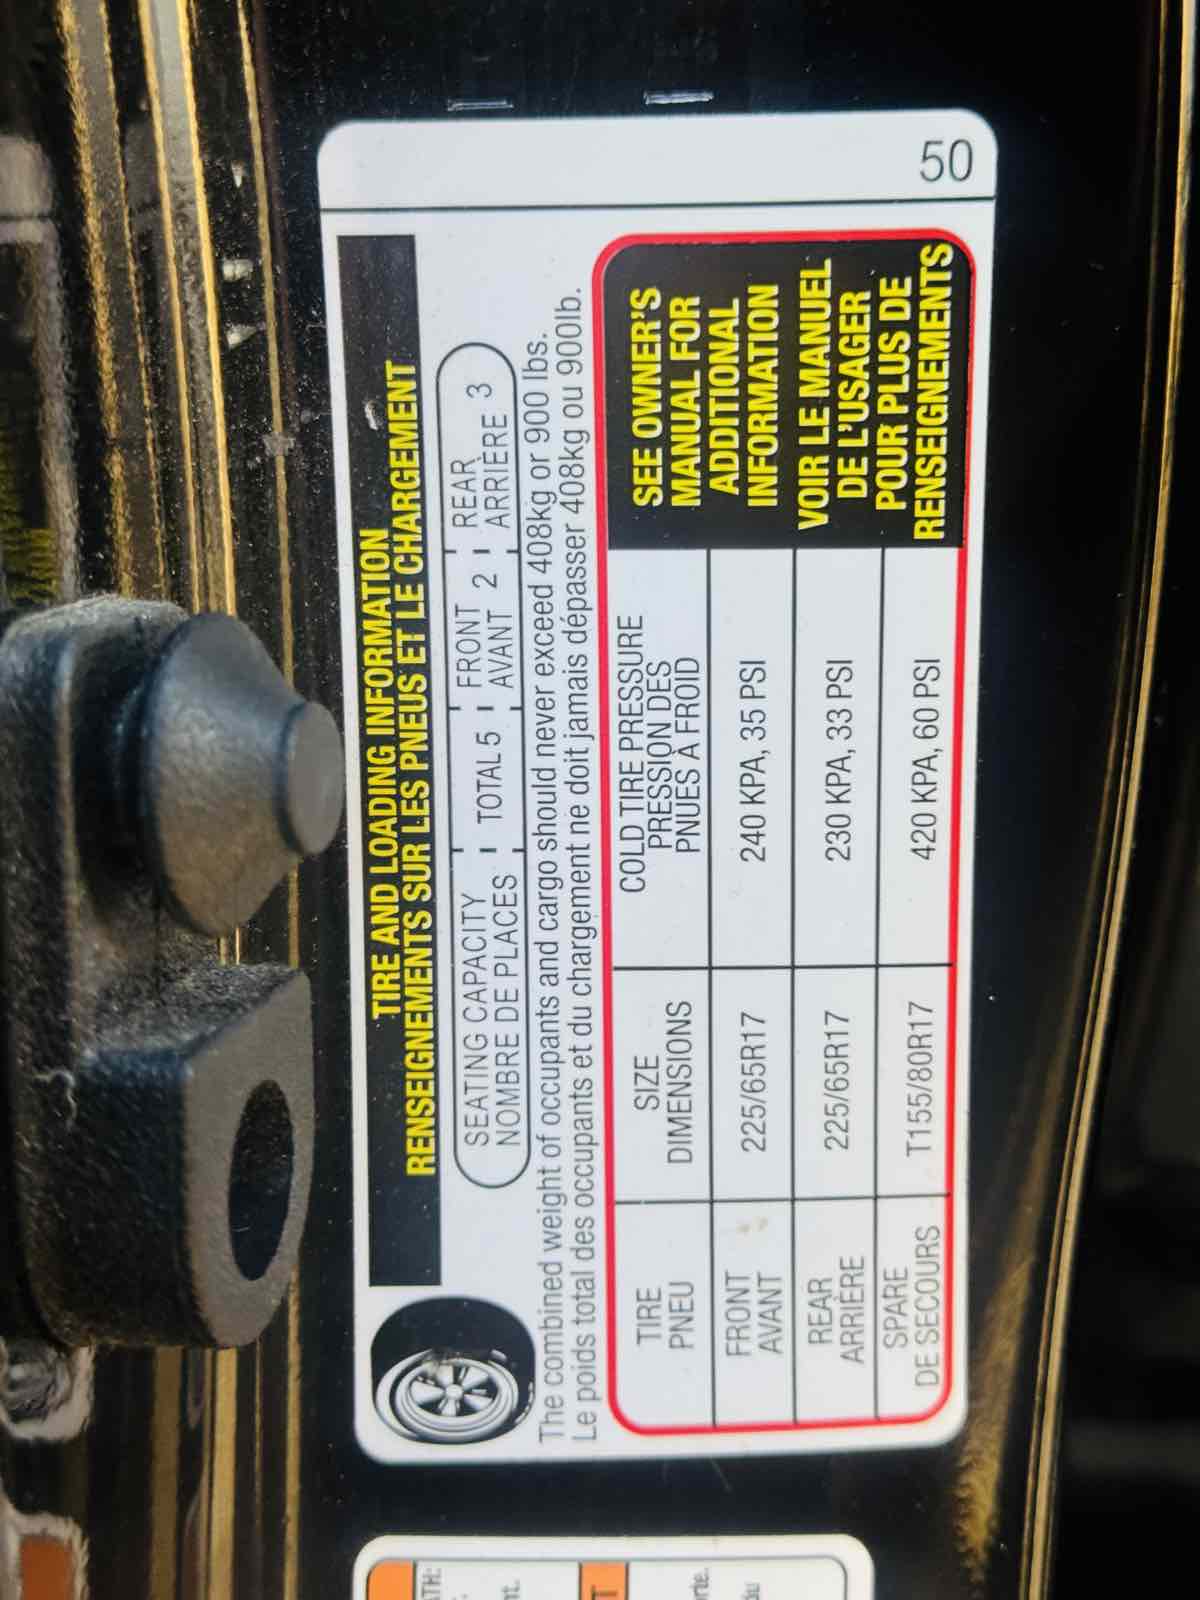 TIRE AND LOADING INFORMATION
RENSEIGNEMENTS SUR LES PNEUS ET LE CHARGEMENT
SEATING CAPACITY
NOMBRE DE PLACES
TOTAL 5
FRONT
AVANT 2
REAR
ARRIÈRE 3
The combined weight of occupants and cargo should never exceed 408kg or 900 lbs.
Le poids total des occupants et du chargement ne doit jamais dépasser 408kg ou 900lb.
TIRE
PNEU
SIZE
DIMENSIONS
COLD TIRE PRESSURE
PRESSION DES
PNUES À FROID
FRONT
AVANT
225/65R17
240 KPA, 35 PSI
REAR
ARRIÈRE
225/65R17
230 KPA, 33 PSI
SPARE
DE SECOURS
T155/80R17
420 KPA, 60 PSI
SEE OWNER'S
MANUAL FOR
ADDITIONAL
INFORMATION
VOIR LE MANUEL
DE L'USAGER
POUR PLUS DE
RENSEIGNEMENTS
50